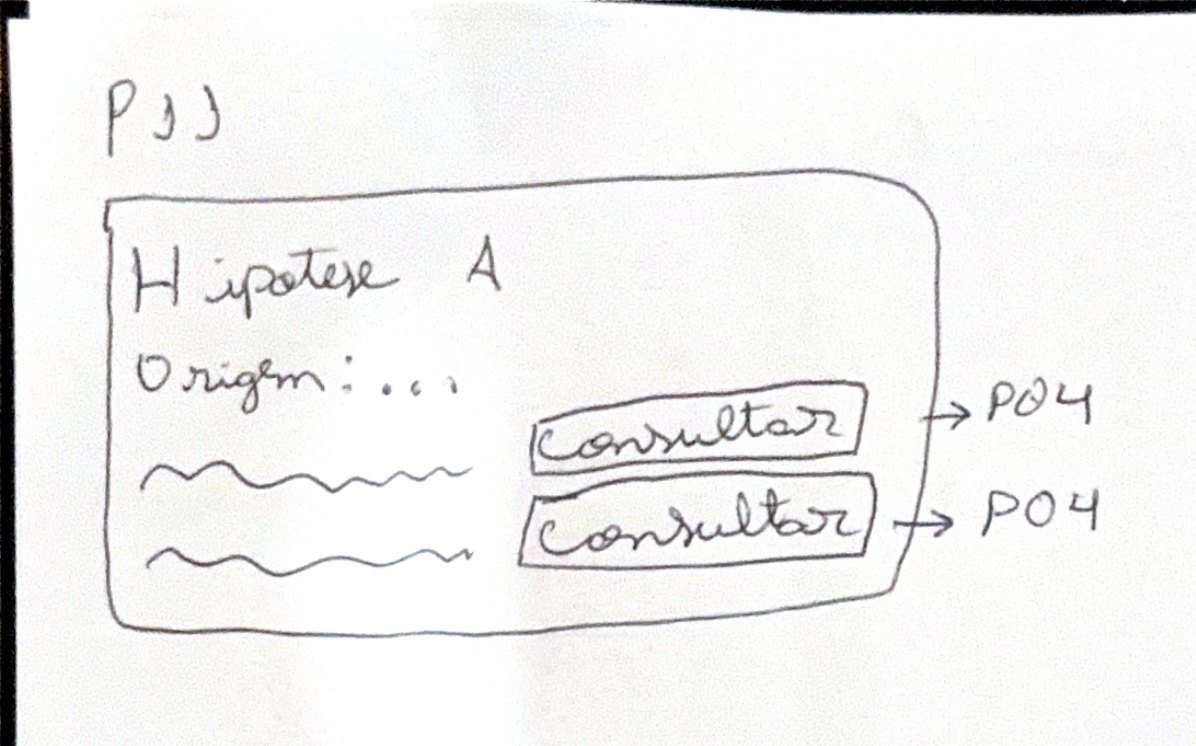 P11
Hipotese A
Origem: ...
Consultar → P04
Consultar → P04